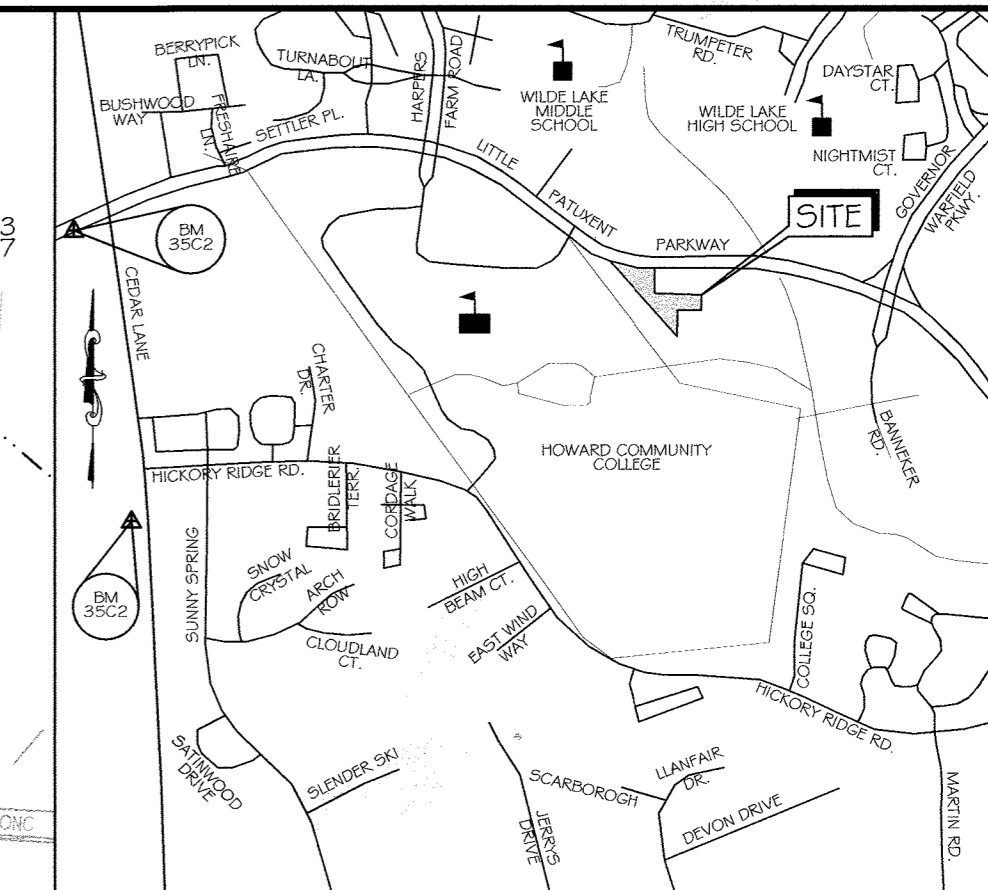 BERRYPICK
LN.
TURNABOUT
LA.
HARPERS
FARM ROAD
TRUMPETER
RD.
DAYSTAR
CT.
BUSHWOOD
WAY
FRESHAIRE
LN.
SETTLER PL.
WILDE LAKE
MIDDLE
SCHOOL
WILDE LAKE
HIGH SCHOOL
NIGHTMIST
CT.
GOVERNOR
WARFIELD
PKWY.
LITTLE
PATUXENT
PARKWAY
SITE
3
7
BM
35C2
CEDAR LANE
CHARTER
DR.
HICKORY RIDGE RD.
BRIDLERIER
TERR.
CORDAGE
WALK
HOWARD COMMUNITY
COLLEGE
BANNEKER
RD.
BM
35C2
SUNNY SPRING
SNOW
CRYSTAL
ARCH
ROW
CLOUDLAND
CT.
HIGH
BEAM CT.
EAST WIND
WAY
COLLEGE SQ.
HICKORY RIDGE RD.
SATINWOOD
DRIVE
SLENDER SKI
SCARBOROGH
LLANFAIR
DR.
JERRYS
DRIVE
DEVON DRIVE
MARTIN RD.
ONC